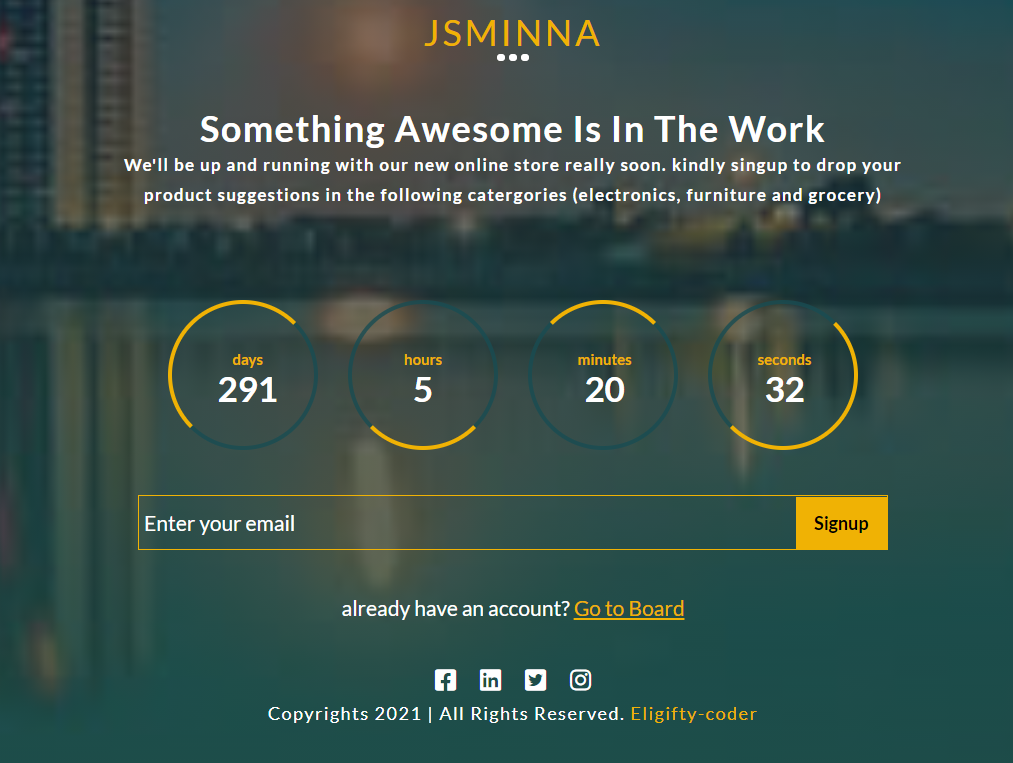 JSMINNA
Something Awesome Is In The Work
We'll be up and running with our new online store really soon. kindly singup to drop your
product suggestions in the following catergories (electronics, furniture and grocery)
days hours minutes seconds
291 5 20 32
Enter your email Signup
already have an account? Go to Board
Copyrights 2021 | All Rights Reserved. Eligifty-coder